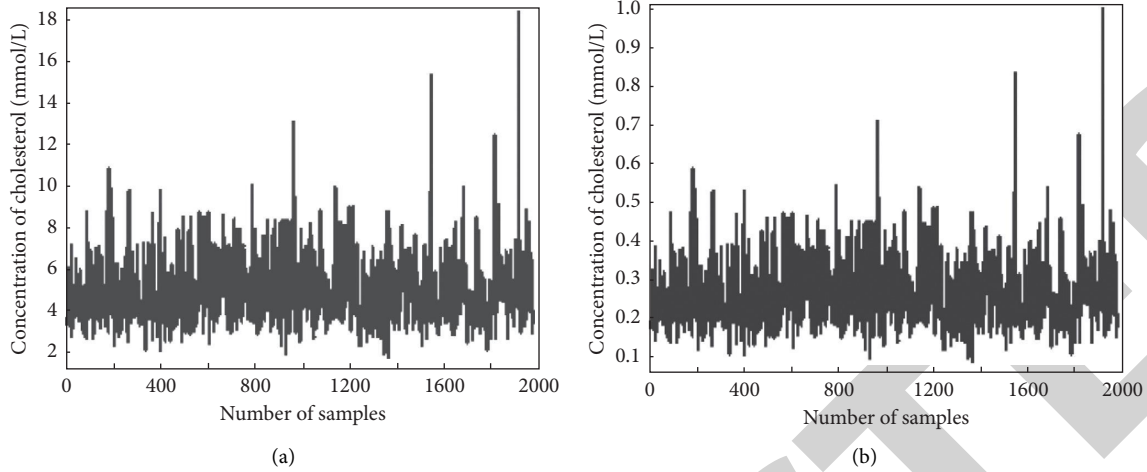 18
16
14
12
10
8
6
4
2
Concentration of cholesterol (mmol/L)
0 400 800 1200 1600 2000
Number of samples
(a)
1.0
0.9
0.8
0.7
0.6
0.5
0.4
0.3
0.2
0.1
Concentration of cholesterol (mmol/L)
0 400 800 1200 1600 2000
Number of samples
(b)